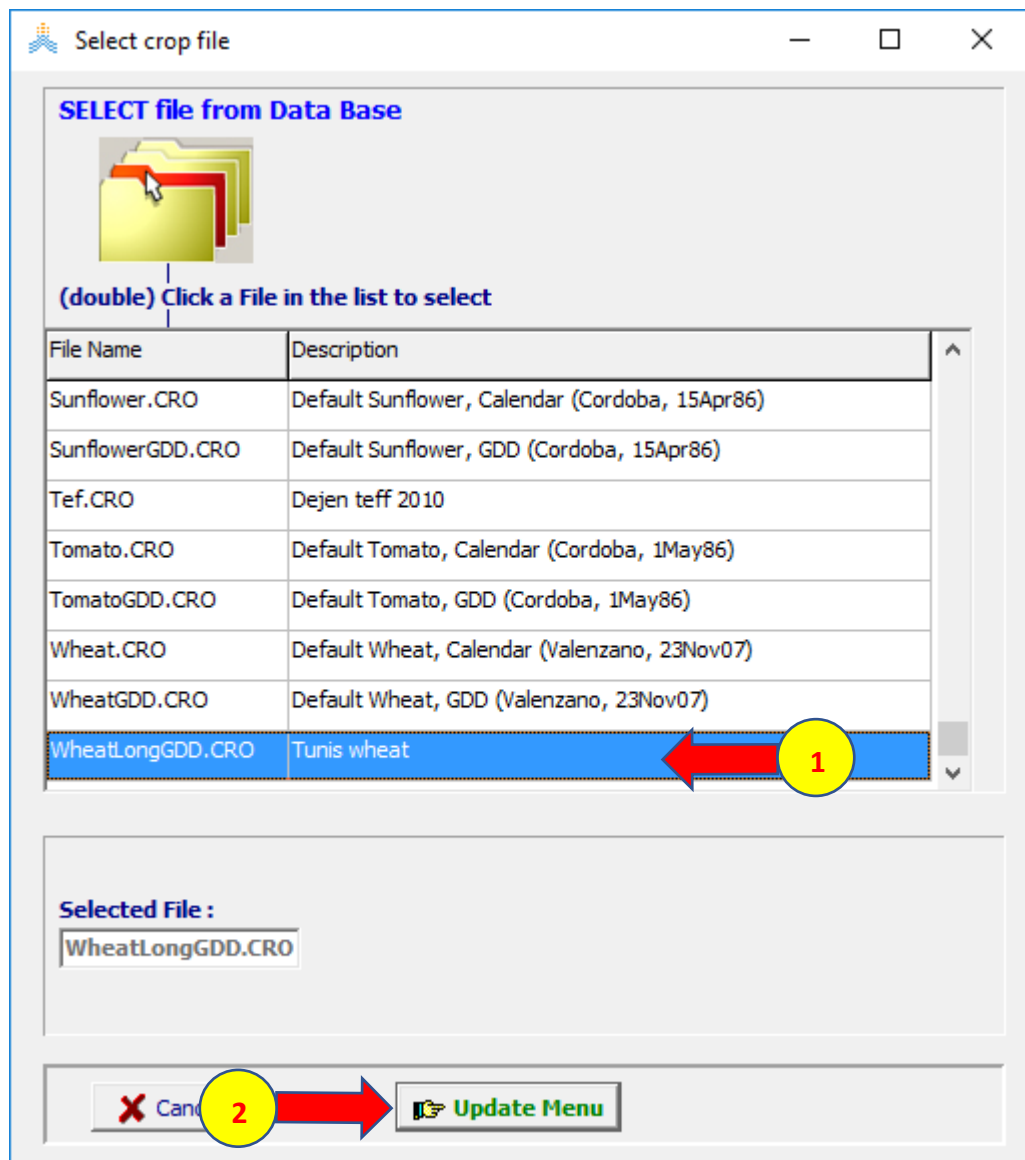 Select crop file
SELECT file from Data Base
(double) Click a File in the list to select
File Name Description
Sunflower.CRO Default Sunflower, Calendar (Cordoba, 15Apr86)
SunflowerGDD.CRO Default Sunflower, GDD (Cordoba, 15Apr86)
Tef.CRO Dejen teff 2010
Tomato.CRO Default Tomato, Calendar (Cordoba, 1May86)
TomatoGDD.CRO Default Tomato, GDD (Cordoba, 1May86)
Wheat.CRO Default Wheat, Calendar (Valenzano, 23Nov07)
WheatGDD.CRO Default Wheat, GDD (Valenzano, 23Nov07)
WheatLongGDD.CRO Tunis wheat 1
Selected File :
WheatLongGDD.CRO
Canc 2 Update Menu